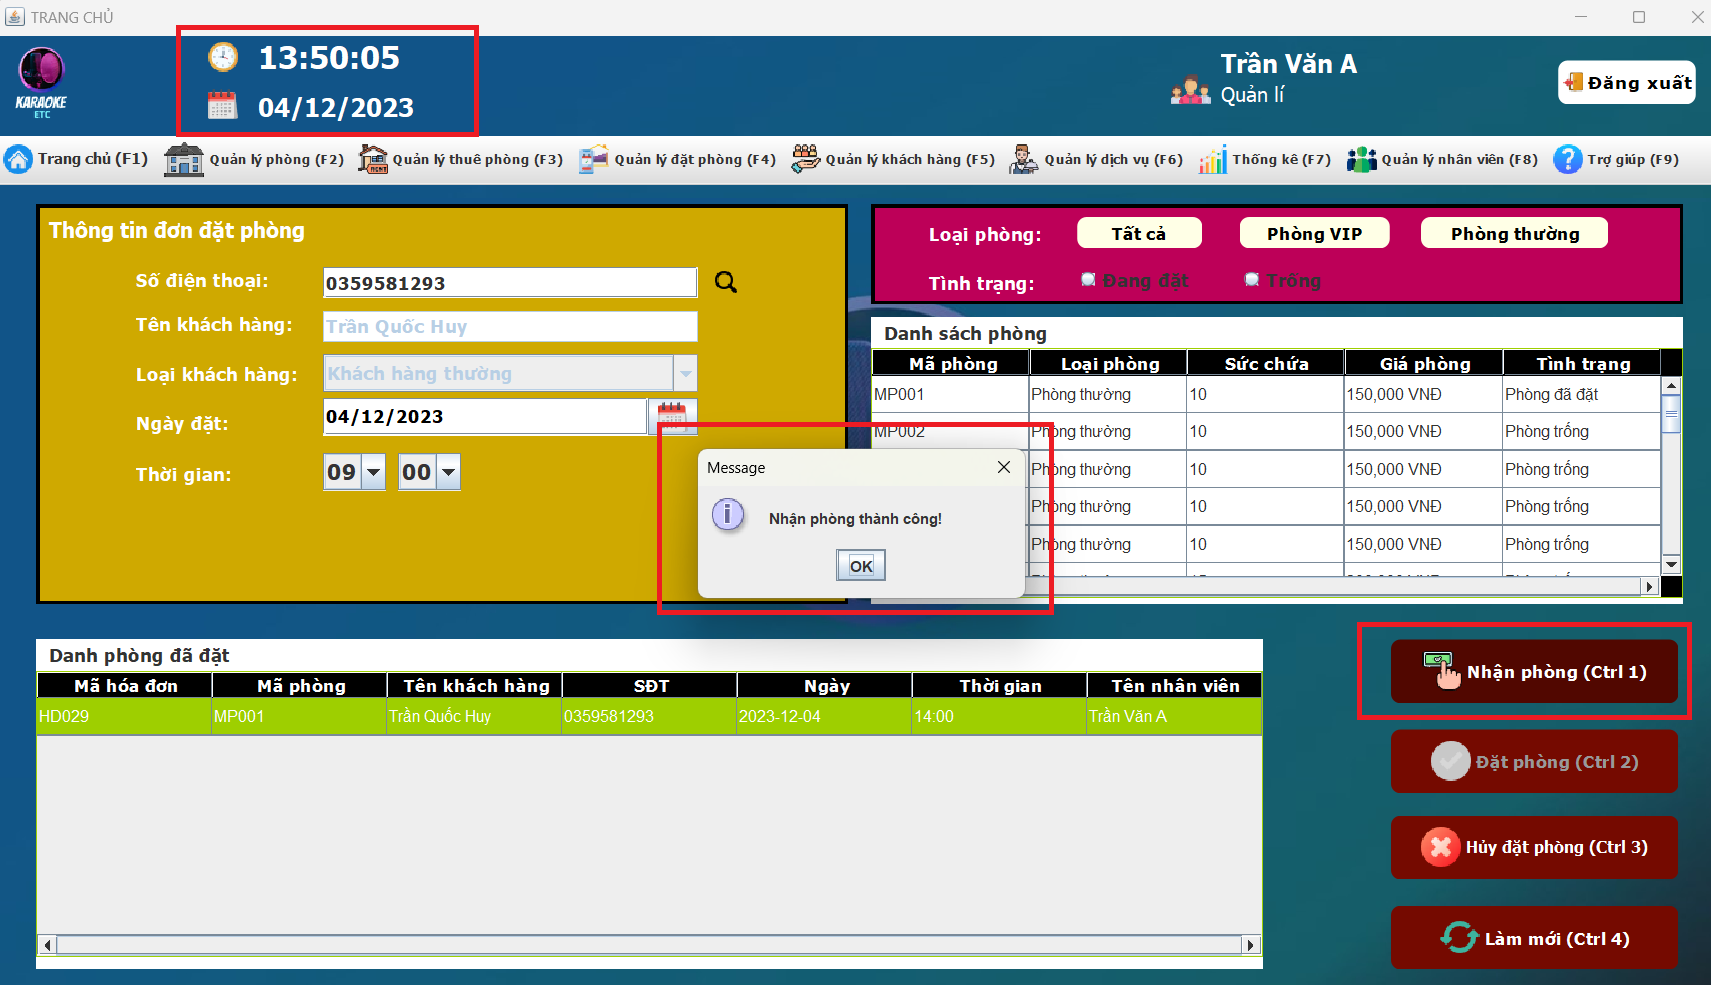 TRANG CHỦ
KARAOKE
ETC
13:50:05
04/12/2023
Trần Văn A
Quản lí
Đăng xuất
Trang chủ (F1)
Quản lý phòng (F2)
Quản lý thuê phòng (F3)
Quản lý đặt phòng (F4)
Quản lý khách hàng (F5)
Quản lý dịch vụ (F6)
Thống kê (F7)
Quản lý nhân viên (F8)
Trợ giúp (F9)
Thông tin đơn đặt phòng
Số điện thoại: 0359581293
Tên khách hàng: Trần Quốc Huy
Loại khách hàng: Khách hàng thường
Ngày đặt: 04/12/2023
Thời gian: 09 00
Loại phòng: Tất cả Phòng VIP Phòng thường
Tình trạng: Đang đặt Trống
Danh sách phòng
Mã phòng Loại phòng Sức chứa Giá phòng Tình trạng
MP001 Phòng thường 10 150,000 VNĐ Phòng đã đặt
MP002 Phòng thường 10 150,000 VNĐ Phòng trống
Phòng thường 10 150,000 VNĐ Phòng trống
Phòng thường 10 150,000 VNĐ Phòng trống
Phòng thường 10 150,000 VNĐ Phòng trống
Message
Nhận phòng thành công!
OK
Danh phòng đã đặt
Mã hóa đơn Mã phòng Tên khách hàng SĐT Ngày Thời gian Tên nhân viên
HD029 MP001 Trần Quốc Huy 0359581293 2023-12-04 14:00 Trần Văn A
Nhận phòng (Ctrl 1)
Đặt phòng (Ctrl 2)
Hủy đặt phòng (Ctrl 3)
Làm mới (Ctrl 4)